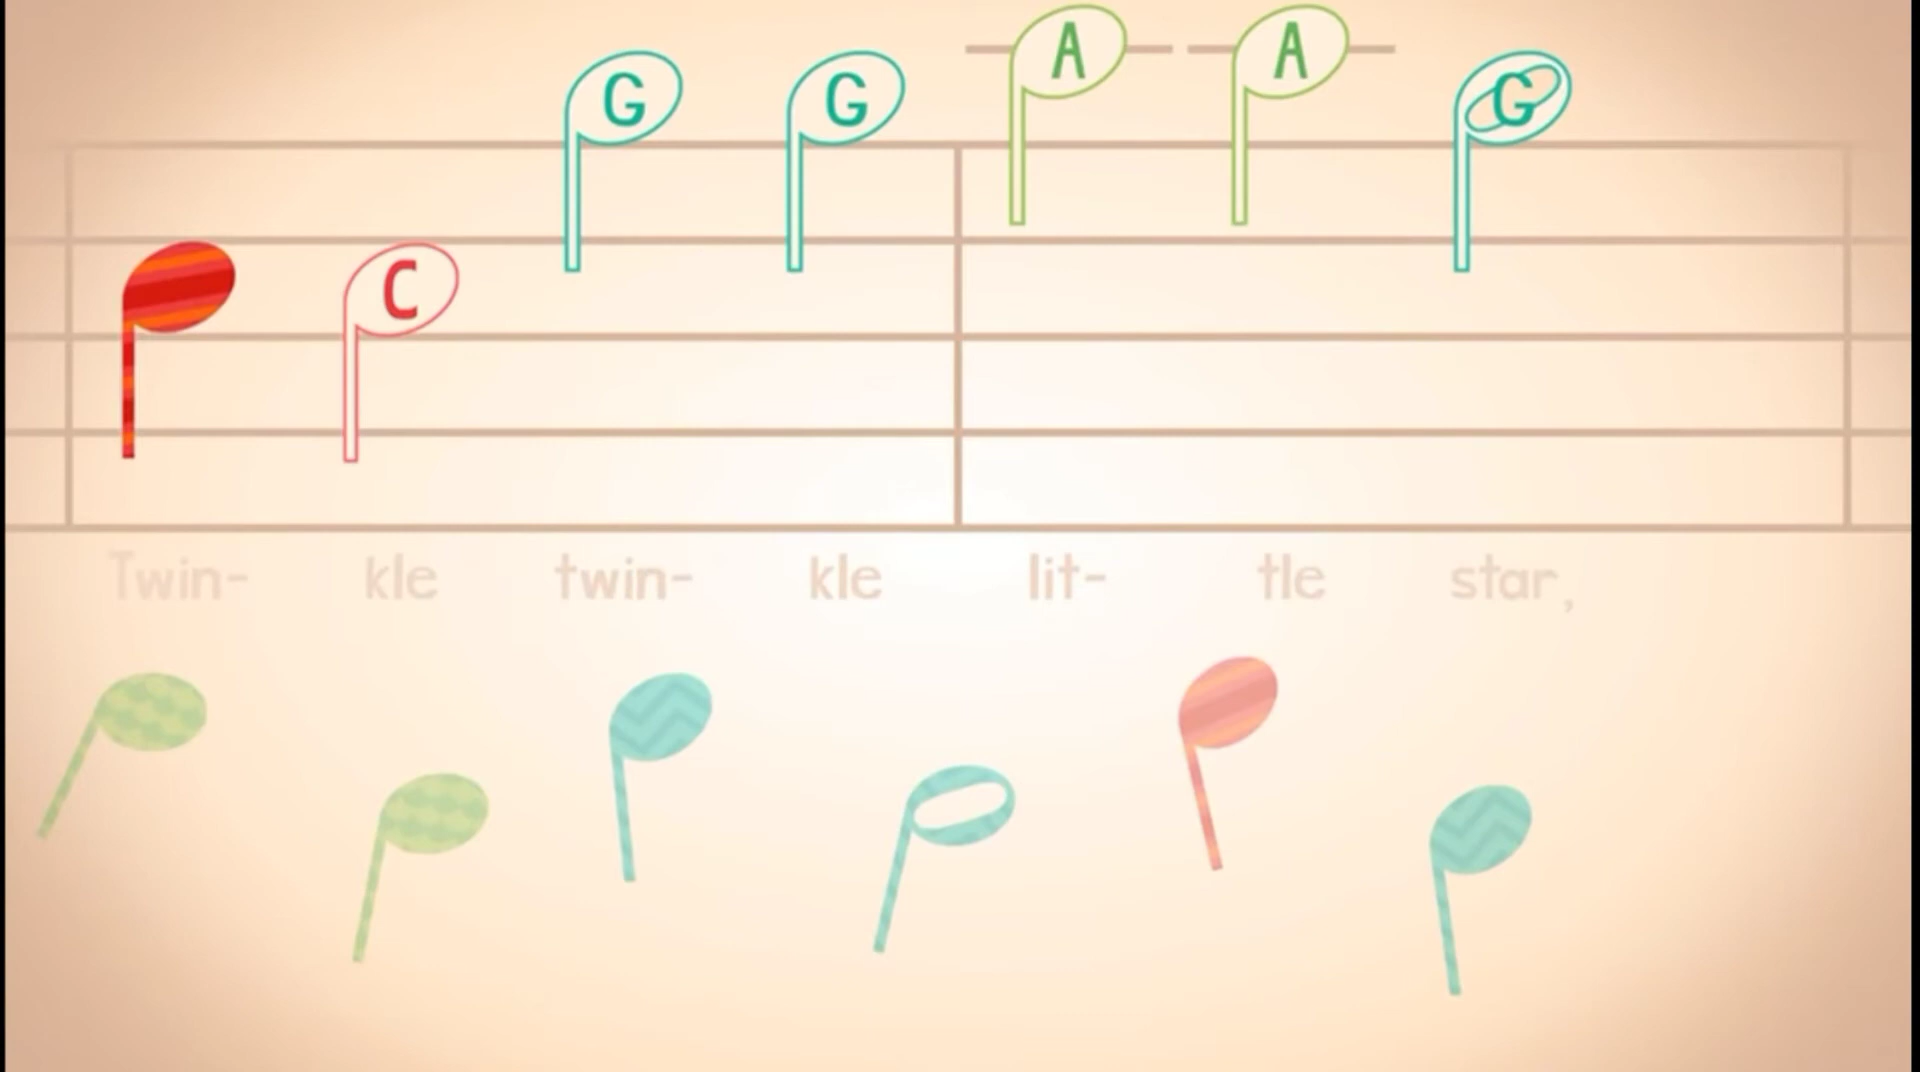 A A
G G G
C
Twin- kle twin- kle lit- tle star,